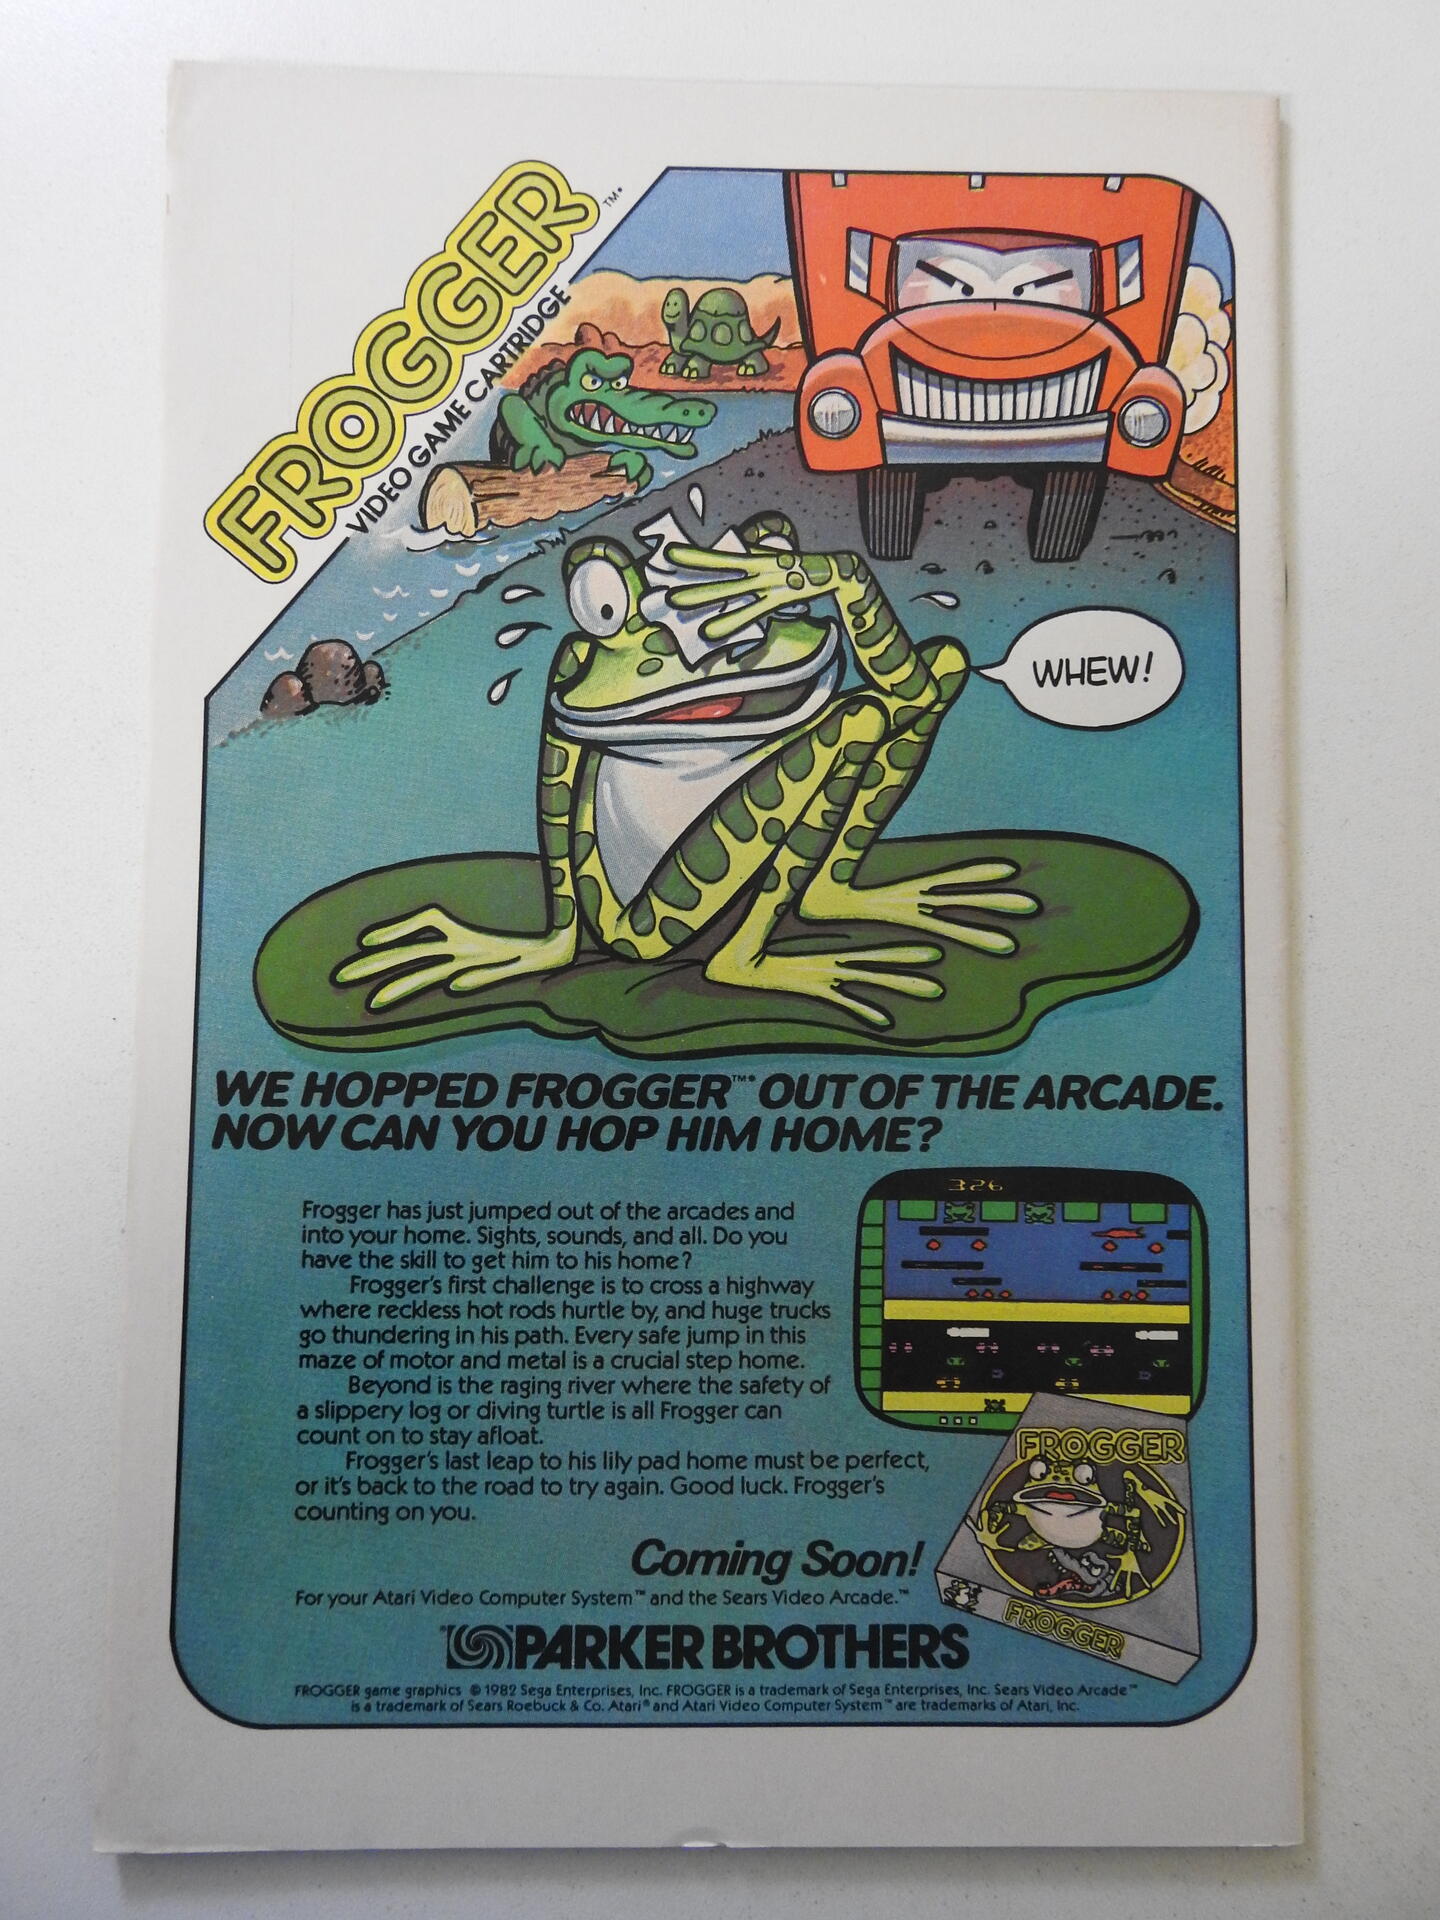 FROGGER™•
VIDEO GAME CARTRIDGE
WHEW!
WE HOPPED FROGGER™• OUT OF THE ARCADE.
NOW CAN YOU HOP HIM HOME?
326
Frogger has just jumped out of the arcades and
into your home. Sights, sounds, and all. Do you
have the skill to get him to his home?
Frogger's first challenge is to cross a highway
where reckless hot rods hurtle by, and huge trucks
go thundering in his path. Every safe jump in this
maze of motor and metal is a crucial step home.
Beyond is the raging river where the safety of
a slippery log or diving turtle is all Frogger can
count on to stay afloat.
Frogger's last leap to his lily pad home must be perfect,
or it's back to the road to try again. Good luck. Frogger's
counting on you.
FROGGER
FROGGER
Coming Soon!
For your Atari Video Computer System™ and the Sears Video Arcade.™
PARKER BROTHERS
FROGGER game graphics © 1982 Sega Enterprises, Inc. FROGGER is a trademark of Sega Enterprises, Inc. Sears Video Arcade™
is a trademark of Sears Roebuck & Co. Atari® and Atari Video Computer System™ are trademarks of Atari, Inc.